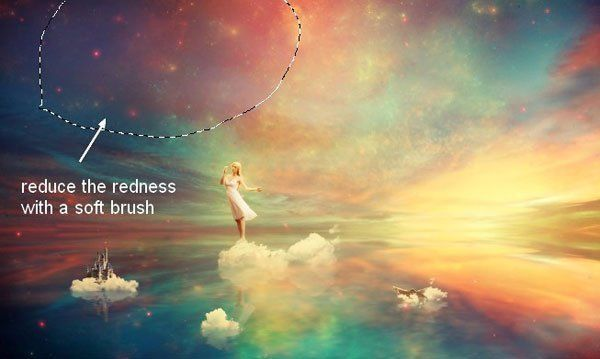 reduce the redness
with a soft brush